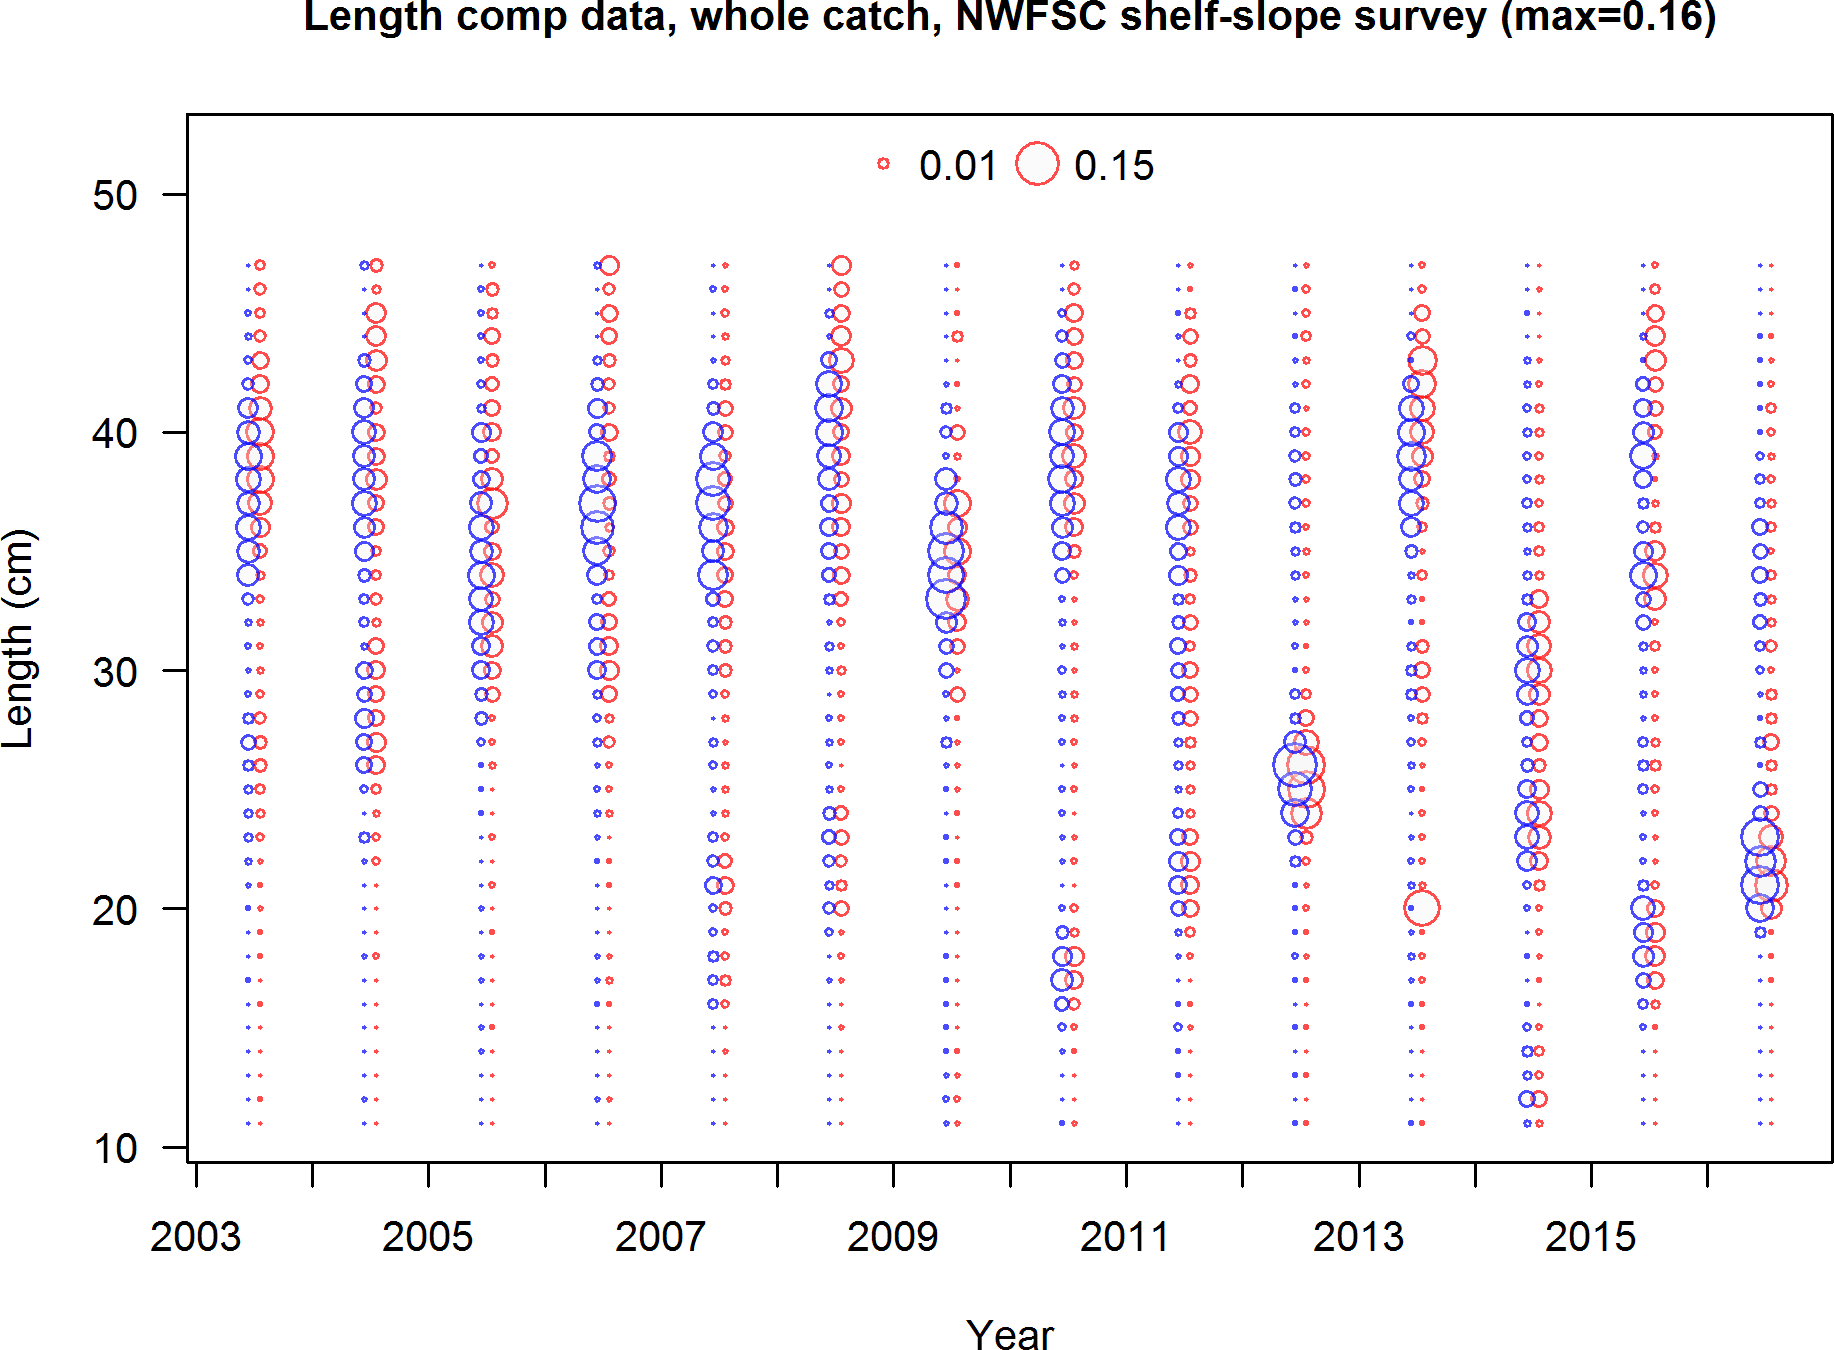 Length comp data, whole catch, NWFSC shelf-slope survey (max=0.16)
0.01 0.15
50
40
30
20
10
Length (cm)
2003 2005 2007 2009 2011 2013 2015
Year